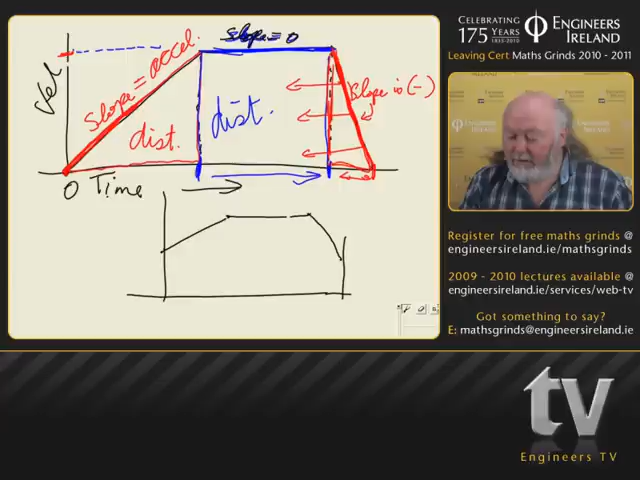 slope = 0
Vel
Slope = accel.
dist.
dist.
Slope is (-)
0 Time
CELEBRATING
175 YEARS
1835-2010
ENGINEERS
IRELAND
Leaving Cert Maths Grinds 2010 - 2011
Register for free maths grinds @
engineersireland.ie/mathsgrinds
2009 - 2010 lectures available @
engineersireland.ie/services/web-tv
Got something to say?
E: mathsgrinds@engineersireland.ie
tv
Engineers TV